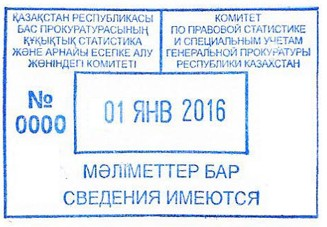 ҚАЗАҚСТАН РЕСПУБЛИКАСЫ
БАС ПРОКУРАТУРАСЫНЫҢ
ҚҰҚЫҚТЫҚ СТАТИСТИКА
ЖӘНЕ АРНАЙЫ ЕСЕПКЕ АЛУ
ЖӨНІНДЕГІ КОМИТЕТІ
КОМИТЕТ
ПО ПРАВОВОЙ СТАТИСТИКЕ
И СПЕЦИАЛЬНЫМ УЧЕТАМ
ГЕНЕРАЛЬНОЙ ПРОКУРАТУРЫ
РЕСПУБЛИКИ КАЗАХСТАН
№
0000
01 ЯНВ 2016
МӘЛІМЕТТЕР БАР
СВЕДЕНИЯ ИМЕЮТСЯ